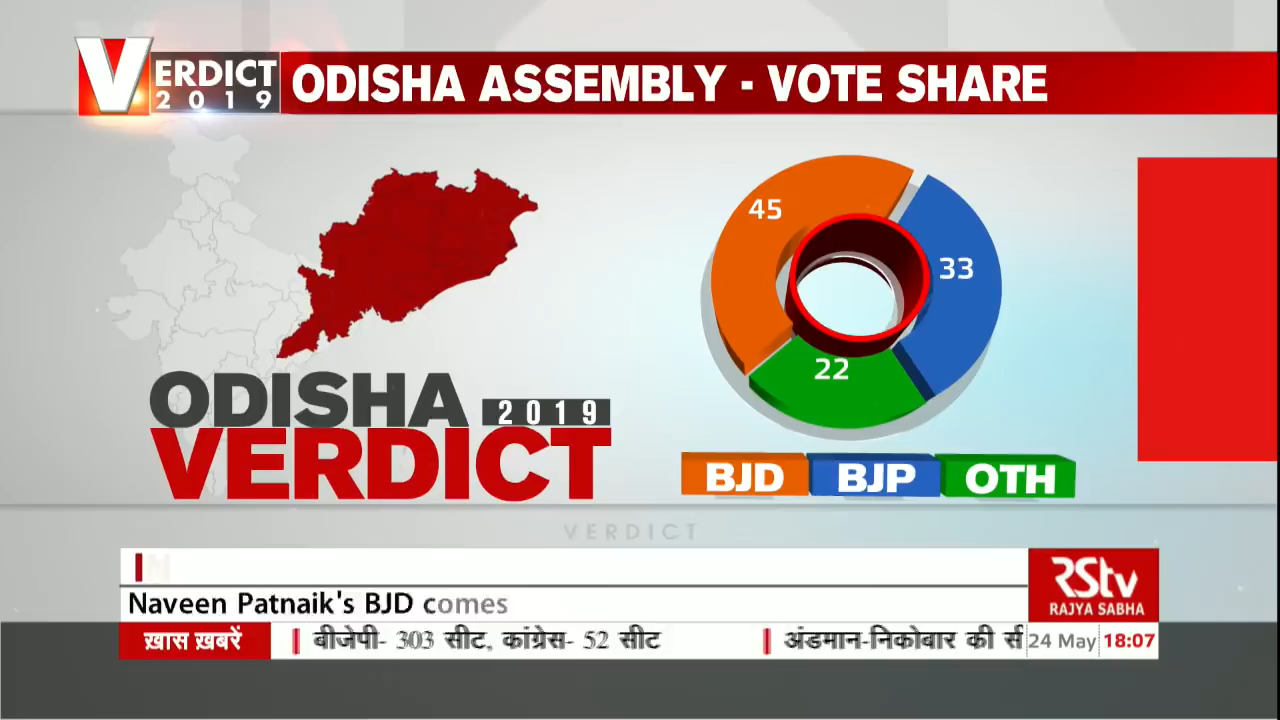 VERDICT
2019
ODISHA ASSEMBLY - VOTE SHARE
45
33
22
ODISHA 2019
VERDICT
BJD BJP OTH
VERDICT
Naveen Patnaik's BJD comes
RStv
RAJYA SABHA
ख़ास ख़बरें
बीजेपी- 303 सीट, कांग्रेस- 52 सीट
अंडमान-निकोबार की
24 May 18:07